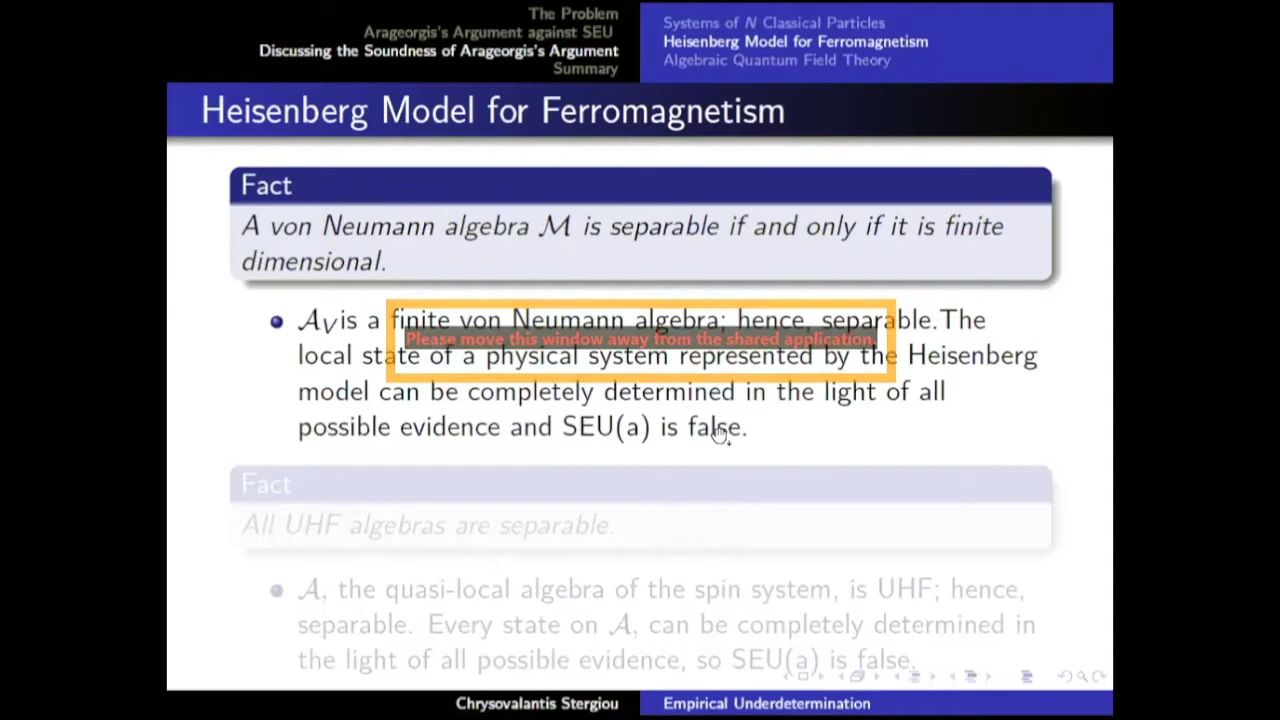 The Problem
Arageorgis's Argument against SEU
Discussing the Soundness of Arageorgis's Argument
Summary
Systems of N Classical Particles
Heisenberg Model for Ferromagnetism
Algebraic Quantum Field Theory
Heisenberg Model for Ferromagnetism
Fact
A von Neumann algebra M is separable if and only if it is finite
dimensional.
A_V is a finite von Neumann algebra; hence, separable.The
Please move this window away from the shared application.
local state of a physical system represented by the Heisenberg
model can be completely determined in the light of all
possible evidence and SEU(a) is false.
Fact
All UHF algebras are separable.
A, the quasi-local algebra of the spin system, is UHF; hence,
separable. Every state on A, can be completely determined in
the light of all possible evidence, so SEU(a) is false.
Chrysovalantis Stergiou
Empirical Underdetermination